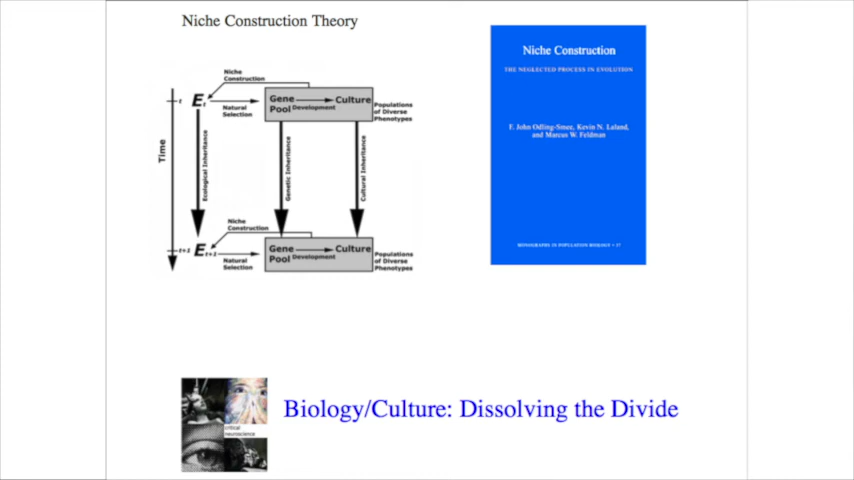 Niche Construction Theory
Niche
Construction
t
Et
Natural
Selection
Gene
Pool
Development
Culture
Populations
of Diverse
Phenotypes
Time
Ecological Inheritance
Genetic Inheritance
Cultural Inheritance
Niche
Construction
t+1
Et+1
Natural
Selection
Gene
Pool
Development
Culture
Populations
of Diverse
Phenotypes
Niche Construction
THE NEGLECTED PROCESS IN EVOLUTION
F. John Odling-Smee, Kevin N. Laland,
and Marcus W. Feldman
MONOGRAPHS IN POPULATION BIOLOGY • 37
critical
neuroscience
Biology/Culture: Dissolving the Divide